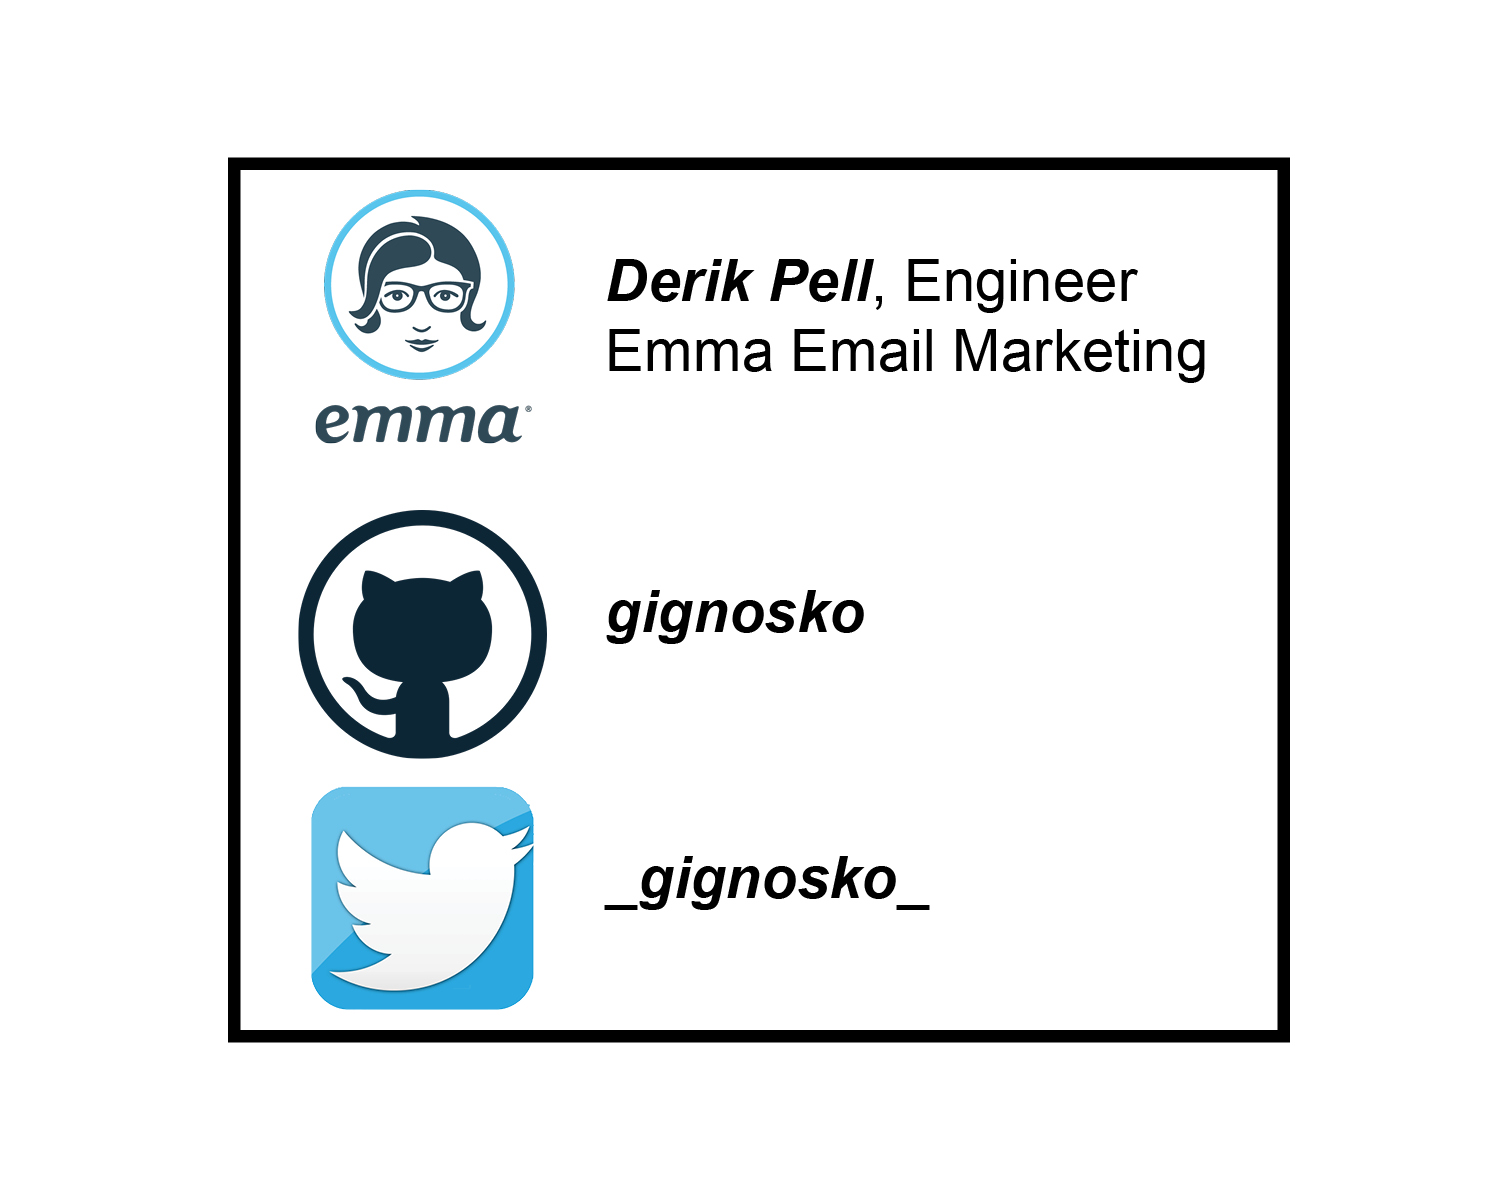 Derik Pell, Engineer
Emma Email Marketing
emma®
gignosko
_gignosko_